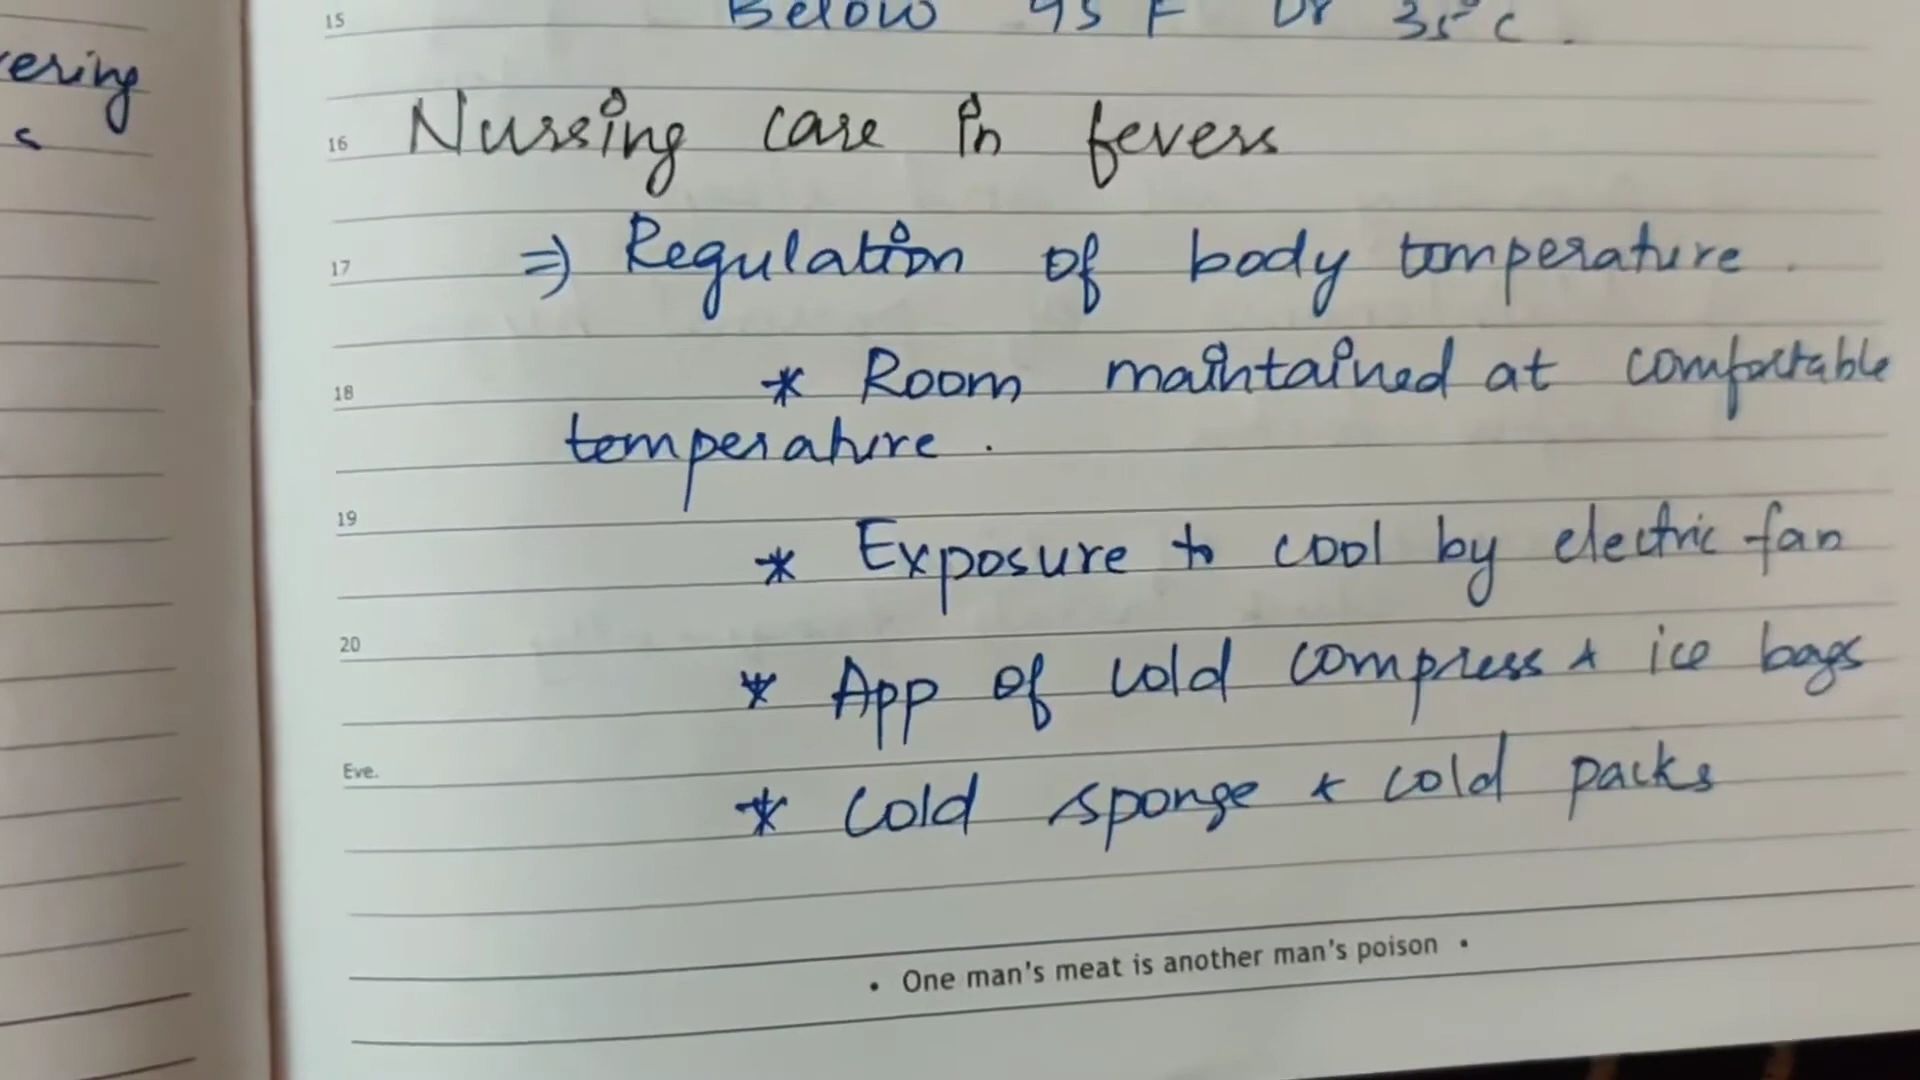 ering
s
15
Below 95 F or 35°C.
16 Nursing care in fevers
17 ⇒ Regulation of body temperature.
18 * Room maintained at comfortable
temperature.
19
* Exposure to cool by electric fan
20
* App of cold compress & ice bags
Eve.
* Cold sponge & cold packs
• One man's meat is another man's poison •